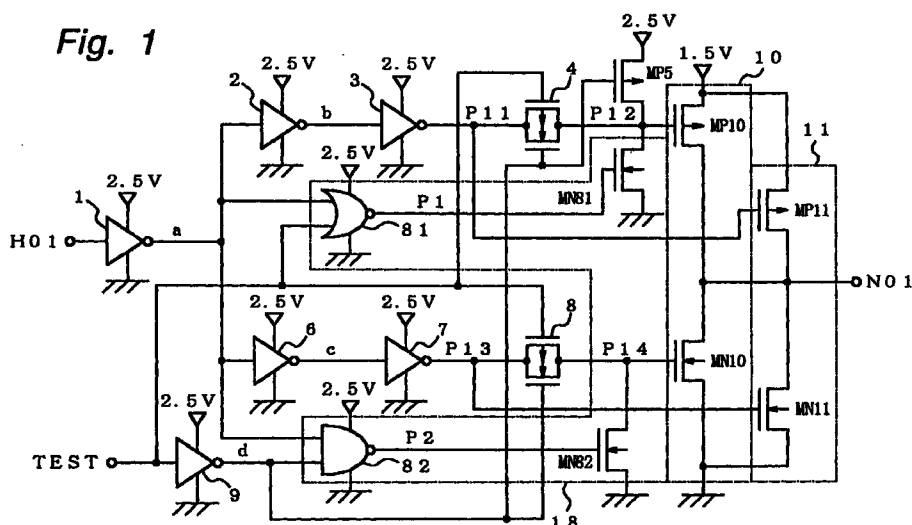 Fig. 1
2.5V
1.5V
10
2.5V
2.5V
4
MP5
2
3
b
P11
P12
MP10
11
2.5V
2.5V
MN81
1
P1
MP11
H01
a
81
N01
2.5V
2.5V
8
6
7
c
P13
P14
MN10
2.5V
2.5V
MN11
P2
TEST
d
82
MN82
9
18